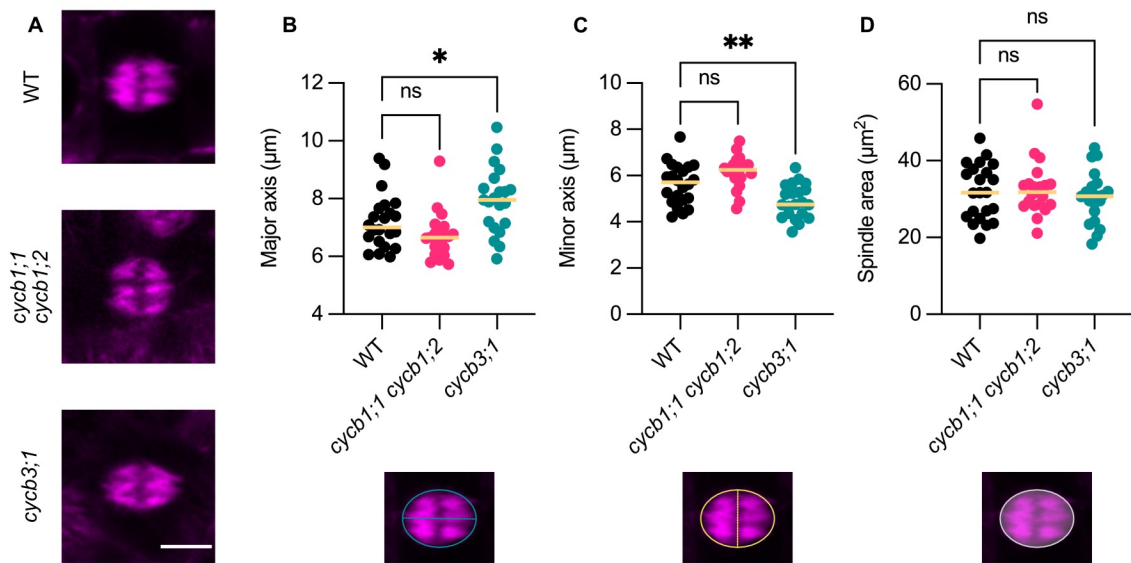 A
WT
cycb1;1
cycb1;2
cycb3;1
B
*
ns
12
10
8
6
4
Major axis (μm)
WT
cycb1;1 cycb1;2
cycb3;1
C
**
ns
10
8
6
4
2
0
Minor axis (μm)
WT
cycb1;1 cycb1;2
cycb3;1
D
ns
ns
60
40
20
0
Spindle area (μm²)
WT
cycb1;1 cycb1;2
cycb3;1